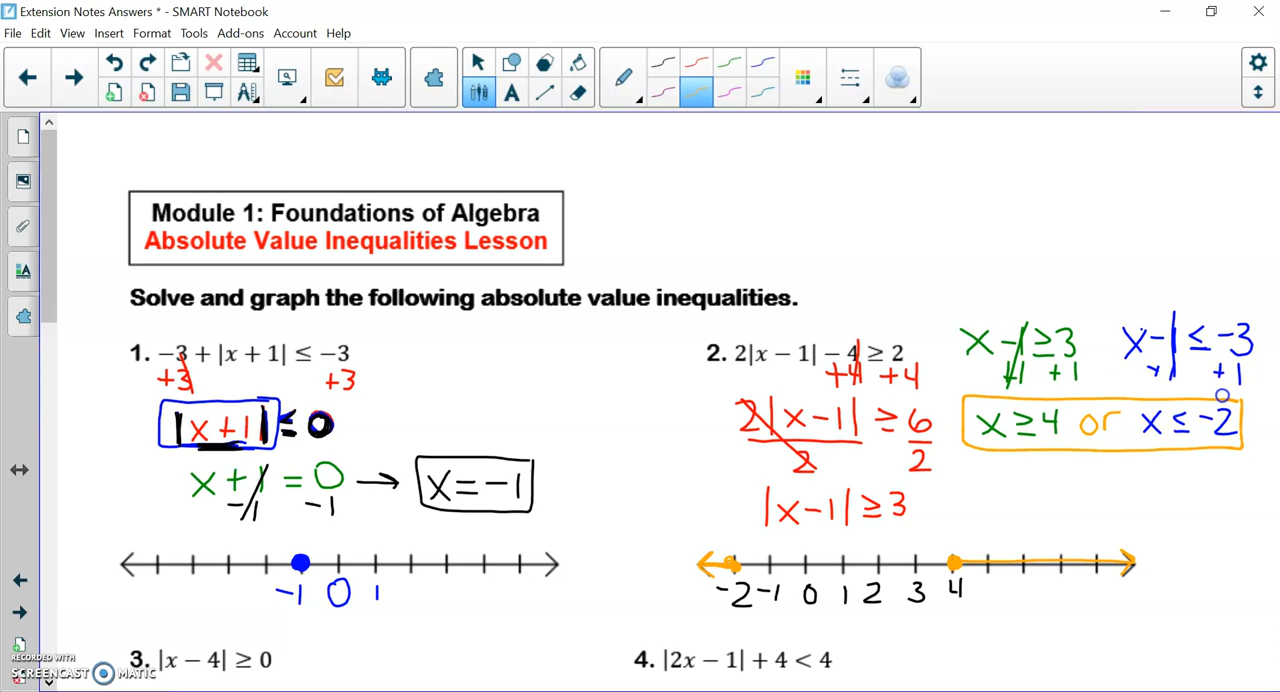 Extension Notes Answers * - SMART Notebook
File Edit View Insert Format Tools Add-ons Account Help
Module 1: Foundations of Algebra
Absolute Value Inequalities Lesson
Solve and graph the following absolute value inequalities.
1. −3 + |x + 1| ≤ −3
+3 +3
|x+1| ≤ 0
x+1 = 0 → x=-1
-1 -1
-1 0 1
2. 2|x − 1| − 4 ≥ 2
+4 +4
2|x-1| ≥ 6
2 2
|x-1| ≥ 3
x-1 ≥ 3 x-1 ≤ -3
+1 +1 +1 +1
x ≥ 4 or x ≤ -2
-2 -1 0 1 2 3 4
3. |x − 4| ≥ 0
4. |2x − 1| + 4 < 4
RECORDED WITH
SCREENCAST MATIC